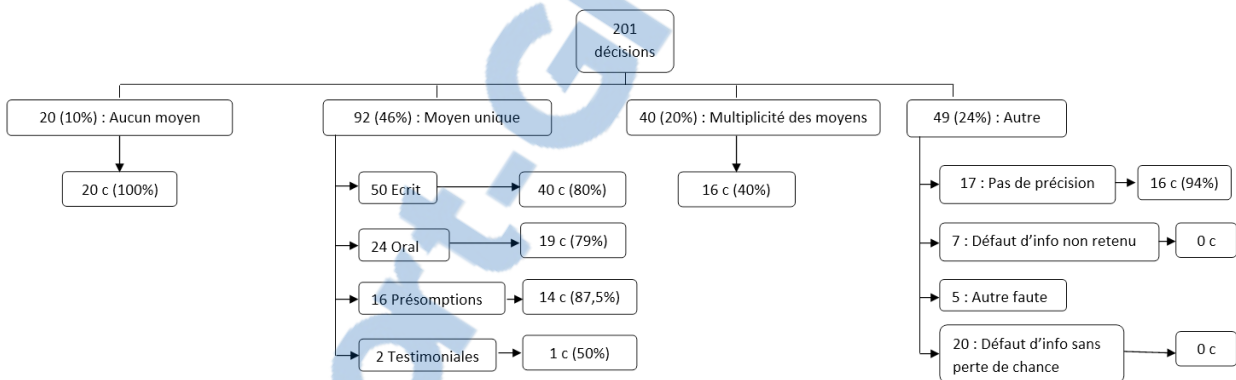 201
décisions
20 (10%) : Aucun moyen
92 (46%) : Moyen unique
40 (20%) : Multiplicité des moyens
49 (24%) : Autre
20 c (100%)
50 Ecrit
40 c (80%)
16 c (40%)
17 : Pas de précision
16 c (94%)
24 Oral
19 c (79%)
7 : Défaut d’info non retenu
0 c
16 Présomptions
14 c (87,5%)
5 : Autre faute
2 Testimoniales
1 c (50%)
20 : Défaut d’info sans
perte de chance
0 c